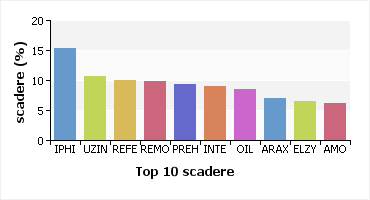 20
15
10
5
0
scadere (%)
IPHI UZIN REFE REMO PREH INTE OIL ARAX ELZY AMO
Top 10 scadere